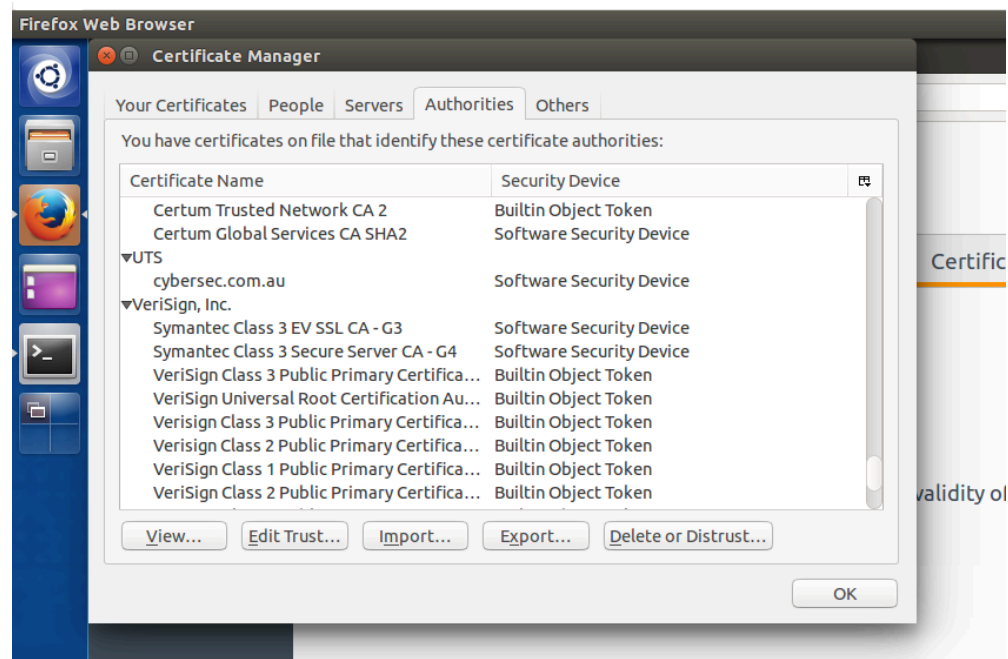 Firefox Web Browser
Certificate Manager
Your Certificates People Servers Authorities Others
You have certificates on file that identify these certificate authorities:
Certificate Name Security Device
Certum Trusted Network CA 2 Builtin Object Token
Certum Global Services CA SHA2 Software Security Device
▼UTS
cybersec.com.au Software Security Device
▼VeriSign, Inc.
Symantec Class 3 EV SSL CA - G3 Software Security Device
Symantec Class 3 Secure Server CA - G4 Software Security Device
VeriSign Class 3 Public Primary Certifica... Builtin Object Token
VeriSign Universal Root Certification Au... Builtin Object Token
Verisign Class 3 Public Primary Certifica... Builtin Object Token
Verisign Class 2 Public Primary Certifica... Builtin Object Token
VeriSign Class 1 Public Primary Certifica... Builtin Object Token
VeriSign Class 2 Public Primary Certifica... Builtin Object Token
View... Edit Trust... Import... Export... Delete or Distrust...
OK
Certific
validity of